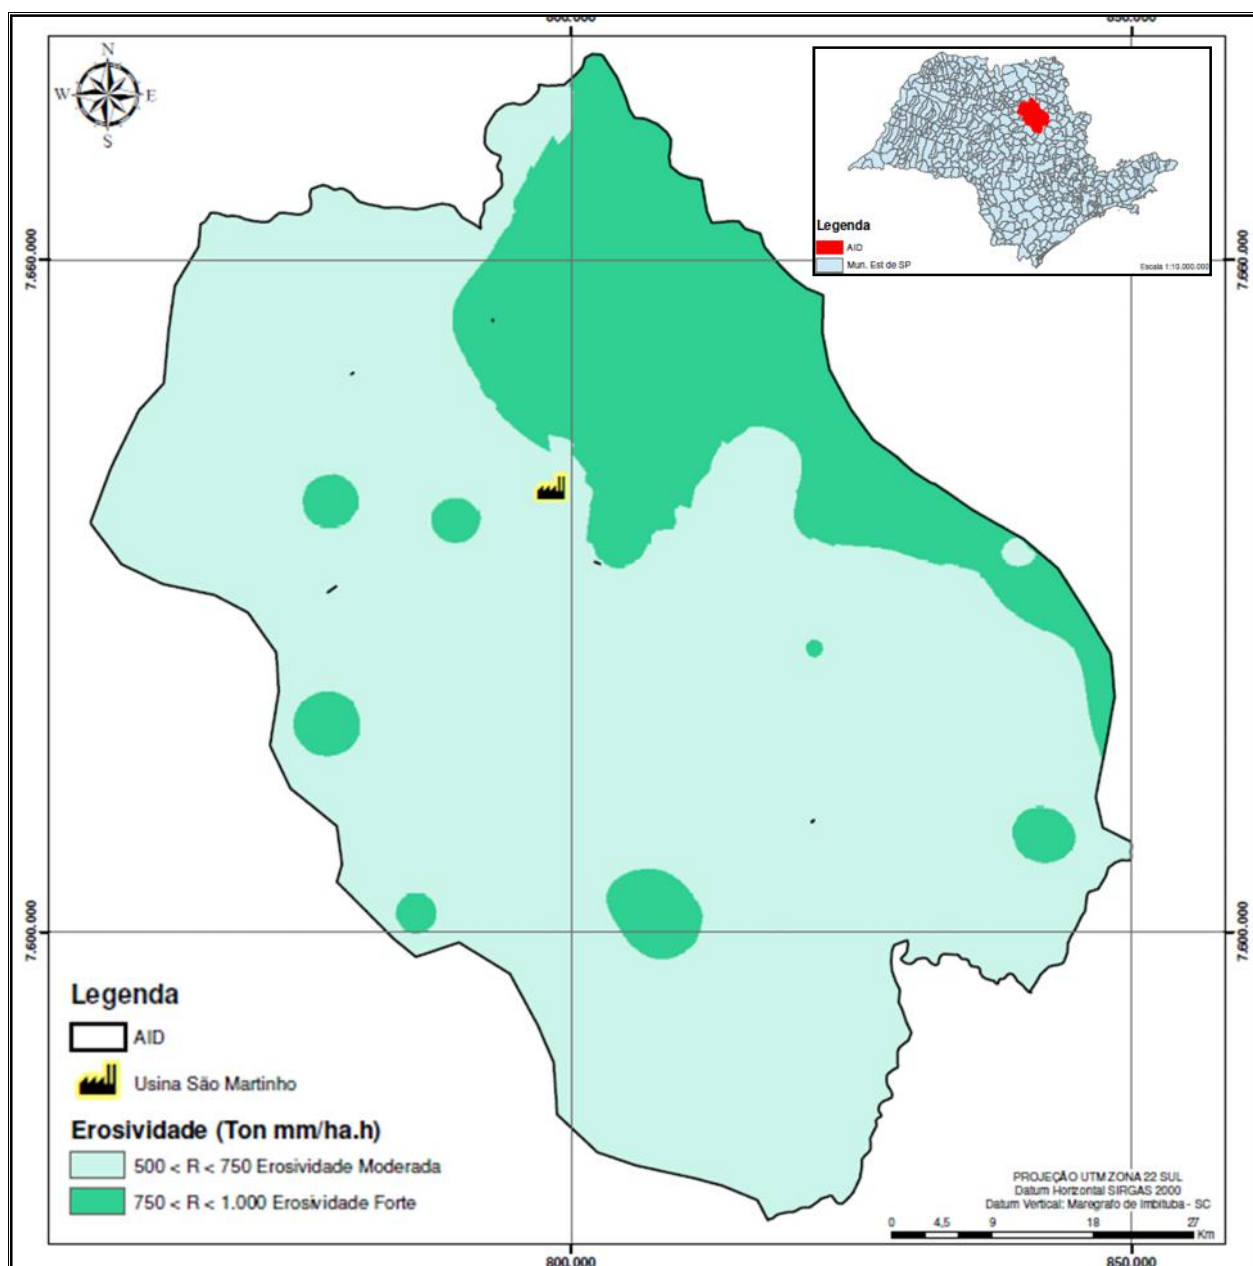 800.000
850.000
N
W
E
S
Legenda
AID
Mun. Est de SP
Escala 1:10.000.000
7.660.000
7.660.000
7.600.000
7.600.000
Legenda
AID
Usina São Martinho
Erosividade (Ton mm/ha.h)
500 < R < 750 Erosividade Moderada
750 < R < 1.000 Erosividade Forte
PROJEÇÃO UTM ZONA 22 SUL
Datum Horizontal SIRGAS 2000
Datum Vertical: Maregrafo de Imbituba - SC
0 4,5 9 18 27
Km
800.000
850.000